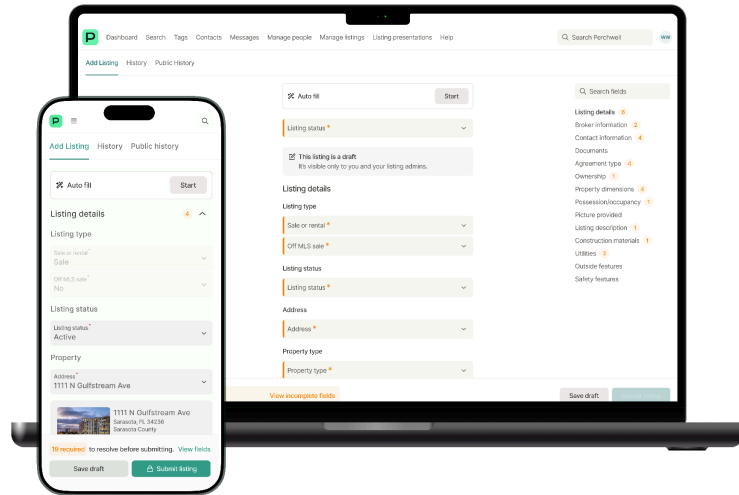 P Dashboard Search Tags Contacts Messages Manage people Manage listings Listing presentations Help Search Perchwell WW
Add Listing History Public History
Auto fill Start
Listing status *
This listing is a draft
It's visible only to you and your listing admins.
Listing details
Listing type
Sale or rental *
Off MLS sale *
Listing status
Listing status *
Address
Address *
Property type
Property type *
View incomplete fields
Save draft
Search fields
Listing details 6
Broker information 2
Contact information 4
Documents
Agreement type 4
Ownership 1
Property dimensions 4
Possession/occupancy 1
Picture provided
Listing description 1
Construction materials 1
Utilities 3
Outside features
Safety features
P
Add Listing History Public history
Auto fill Start
Listing details 4
Listing type
Sale or rental*
Sale
Off MLS sale*
No
Listing status
Listing status*
Active
Property
Address*
1111 N Gulfstream Ave
1111 N Gulfstream Ave
Sarasota, FL 34236
Sarasota County
19 required to resolve before submitting. View fields
Save draft Submit listing